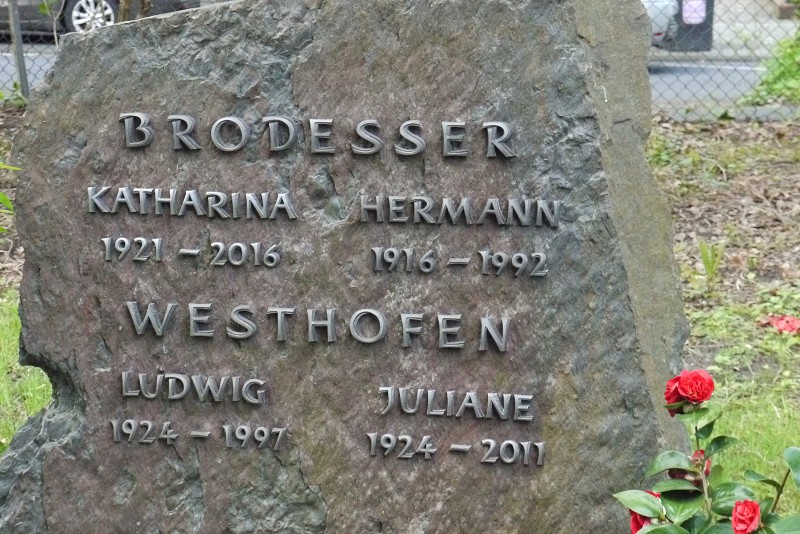 BRODESSER
KATHARINA HERMANN
1921 – 2016 1916 – 1992
WESTHOFEN
LUDWIG JULIANE
1924 – 1997 1924 – 2011